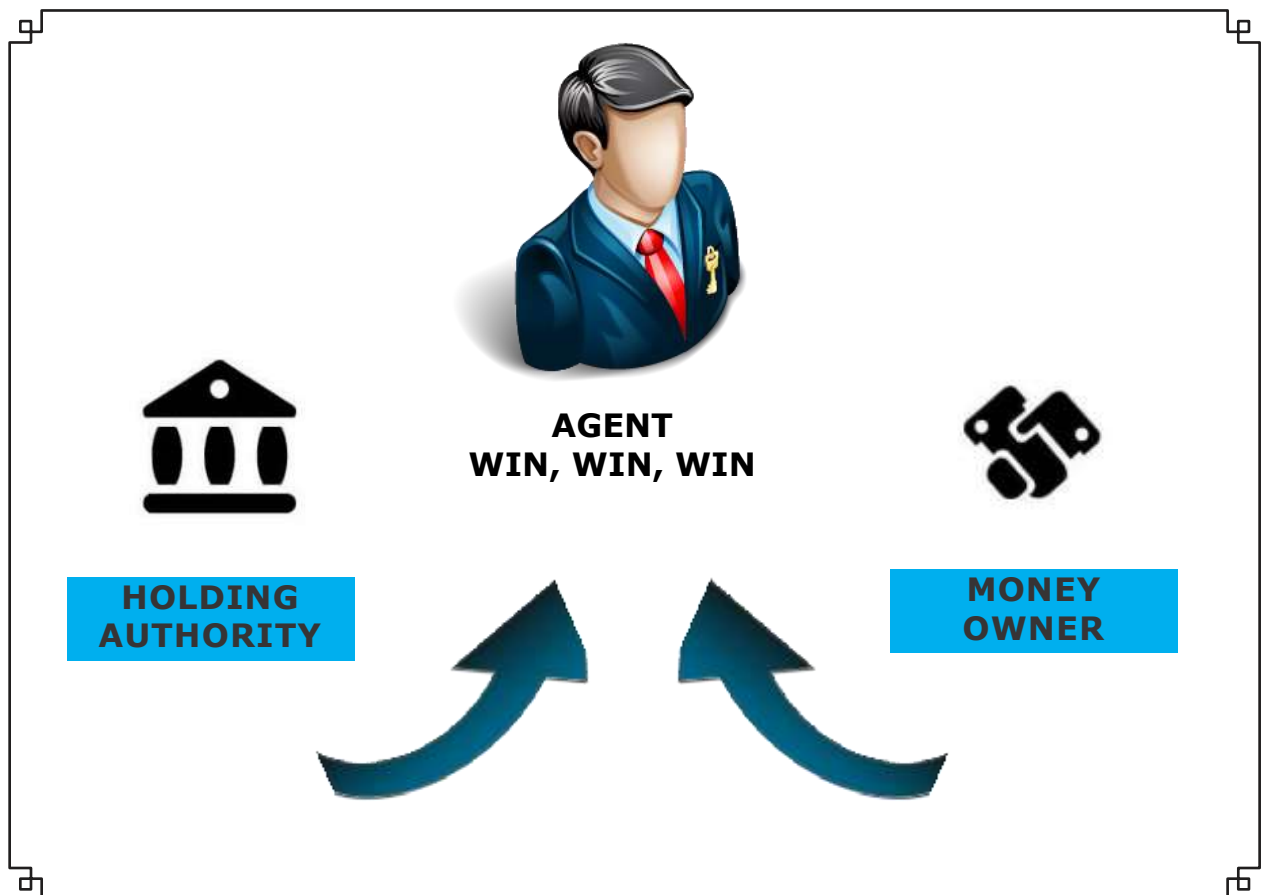 AGENT
WIN, WIN, WIN
HOLDING
AUTHORITY
MONEY
OWNER